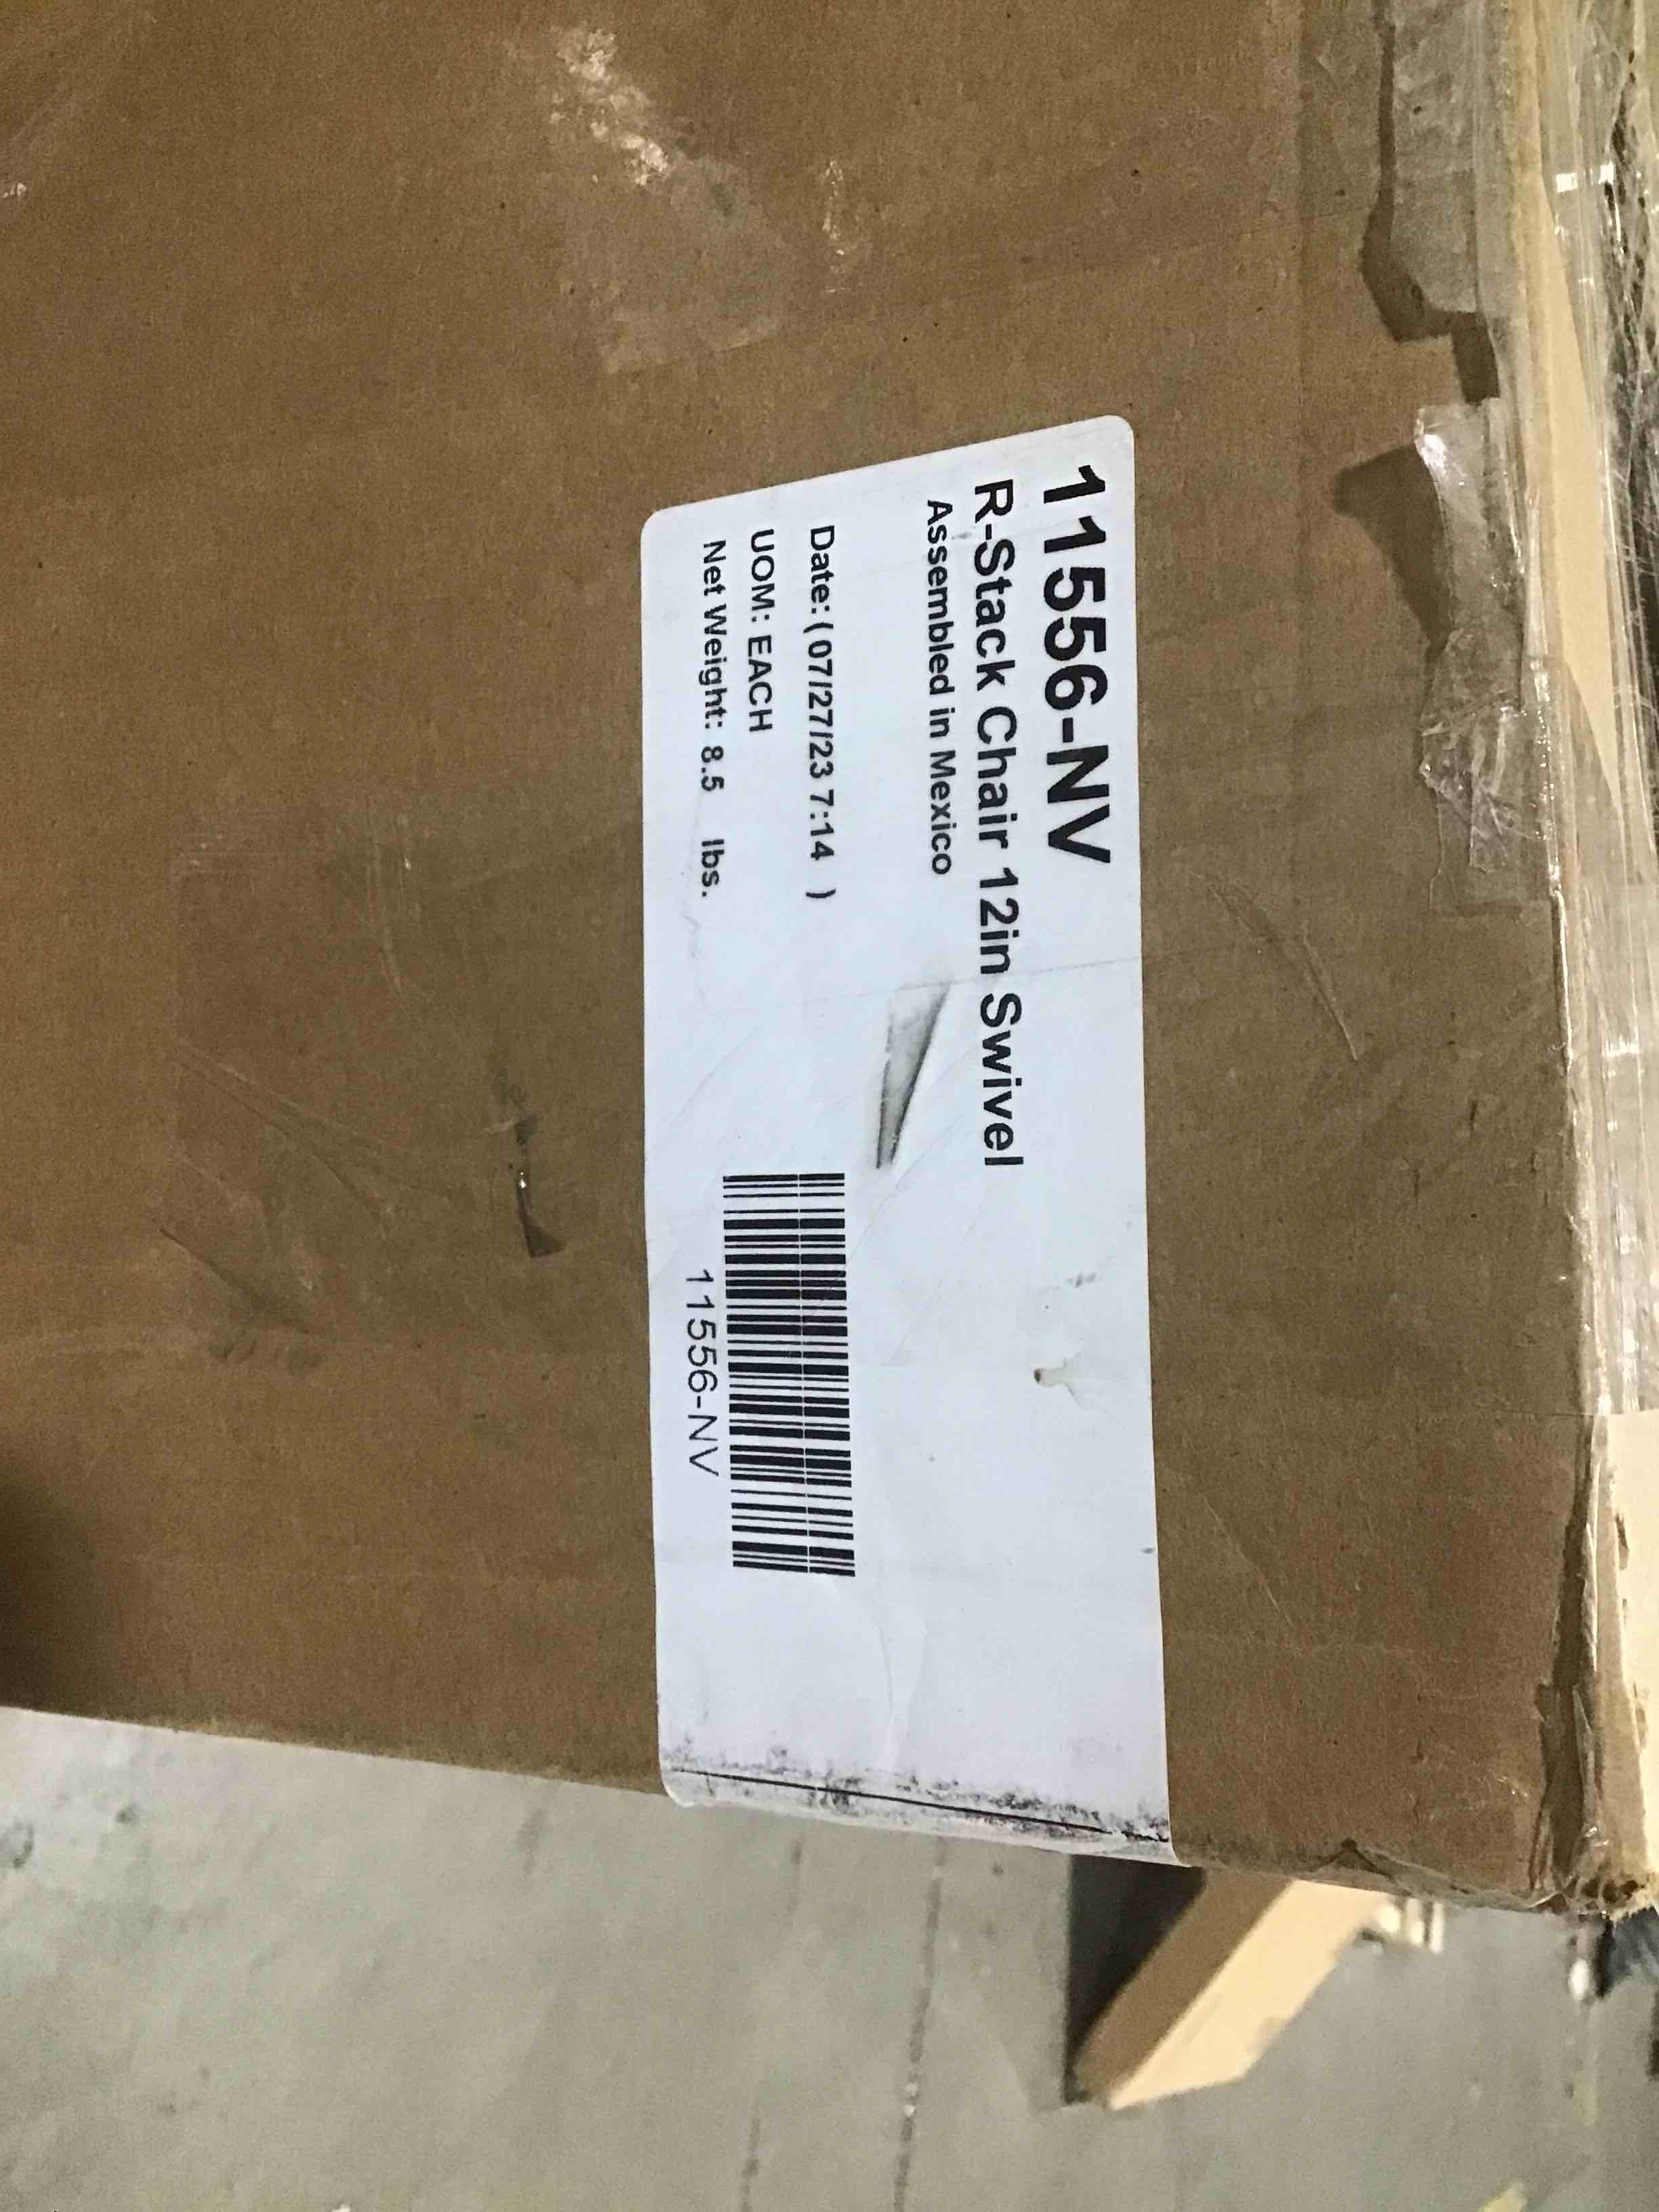 11556-NV
R-Stack Chair 12in Swivel
Assembled in Mexico
Date: (07/27/23 7:14 )
UOM: EACH
Net Weight: 8.5 lbs.
11556-NV